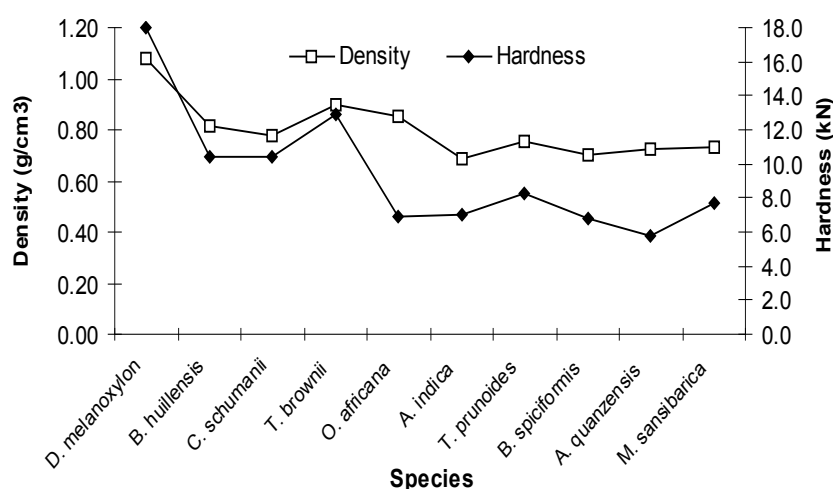 Density (g/cm3)
1.20
1.00
0.80
0.60
0.40
0.20
0.00
Density
Hardness
18.0
16.0
14.0
12.0
10.0
8.0
6.0
4.0
2.0
0.0
Hardness (kN)
D. melanoxylon
B. huillensis
C. schumanii
T. brownii
O. africana
A. indica
T. prunoides
B. spiciformis
A. quanzensis
M. sansibarica
Species